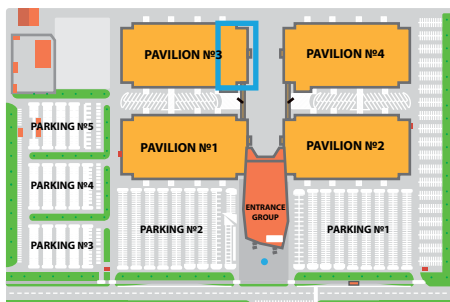 PAVILION №3
PAVILION №4
PARKING №5
PAVILION №1
PAVILION №2
PARKING №4
ENTRANCE
GROUP
PARKING №3
PARKING №2
PARKING №1